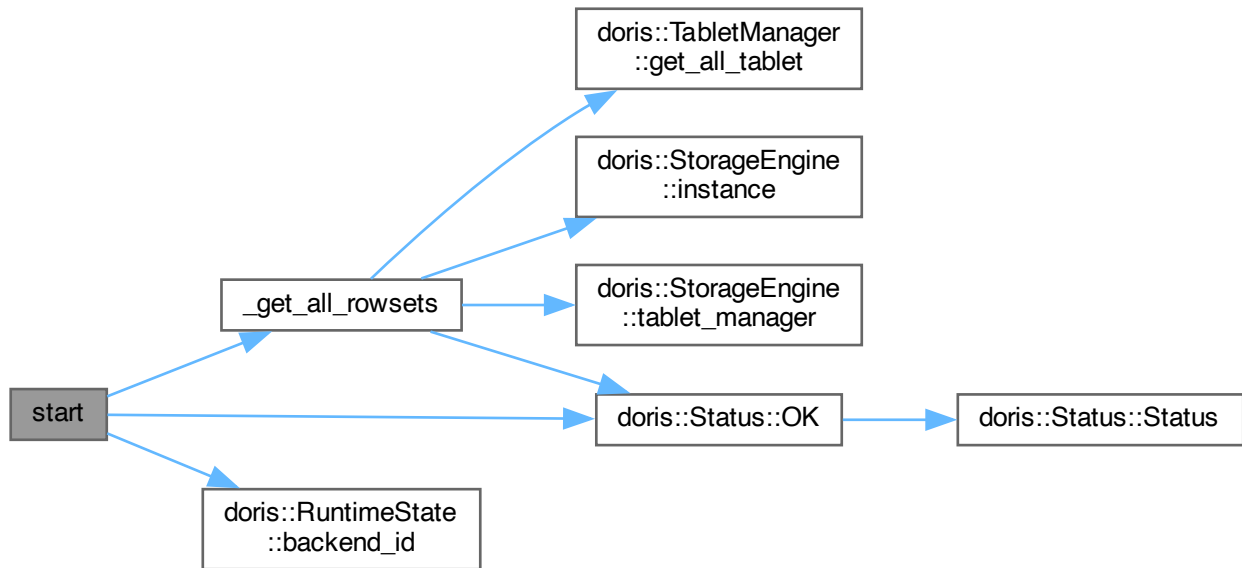 doris::TabletManager
::get_all_tablet
doris::StorageEngine
::instance
_get_all_rowsets
doris::StorageEngine
::tablet_manager
start
doris::Status::OK
doris::Status::Status
doris::RuntimeState
::backend_id